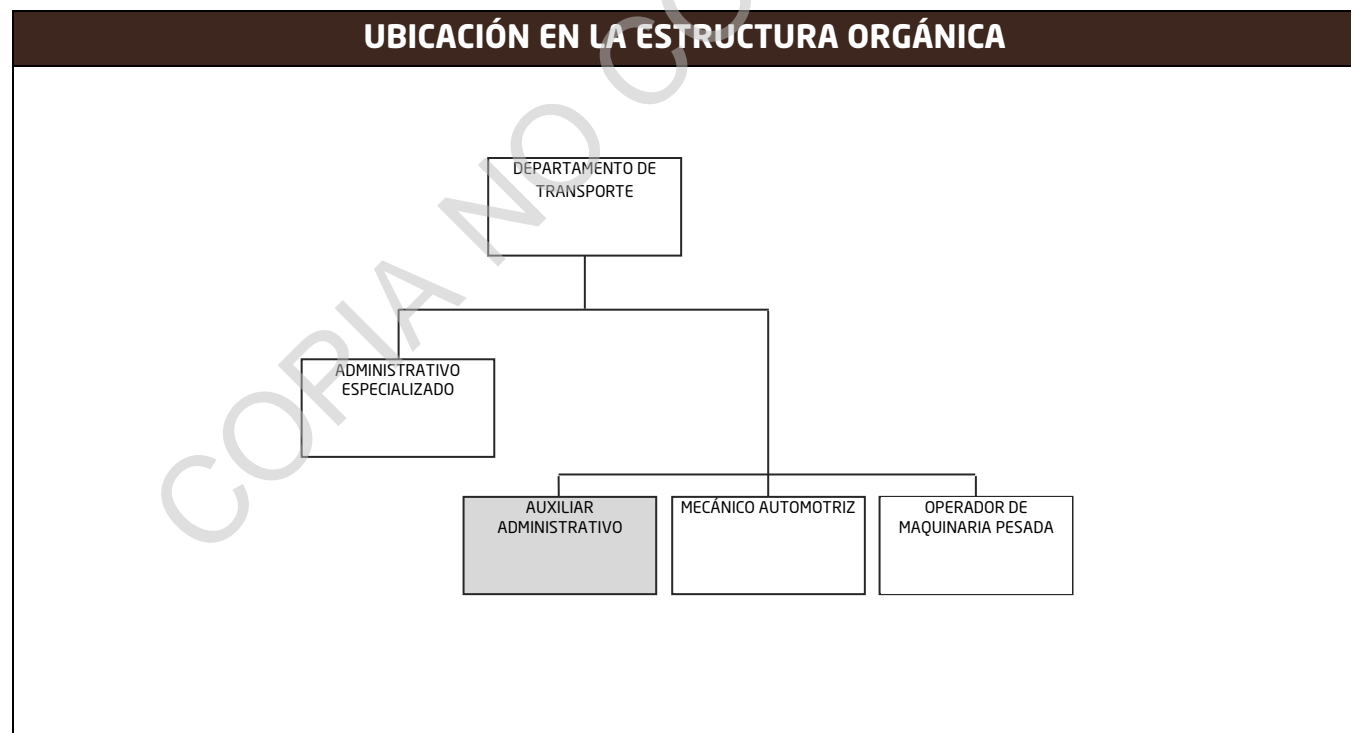 UBICACIÓN EN LA ESTRUCTURA ORGÁNICA
DEPARTAMENTO DE
TRANSPORTE
ADMINISTRATIVO
ESPECIALIZADO
AUXILIAR
ADMINISTRATIVO
MECÁNICO AUTOMOTRIZ
OPERADOR DE
MAQUINARIA PESADA
COPIA NO